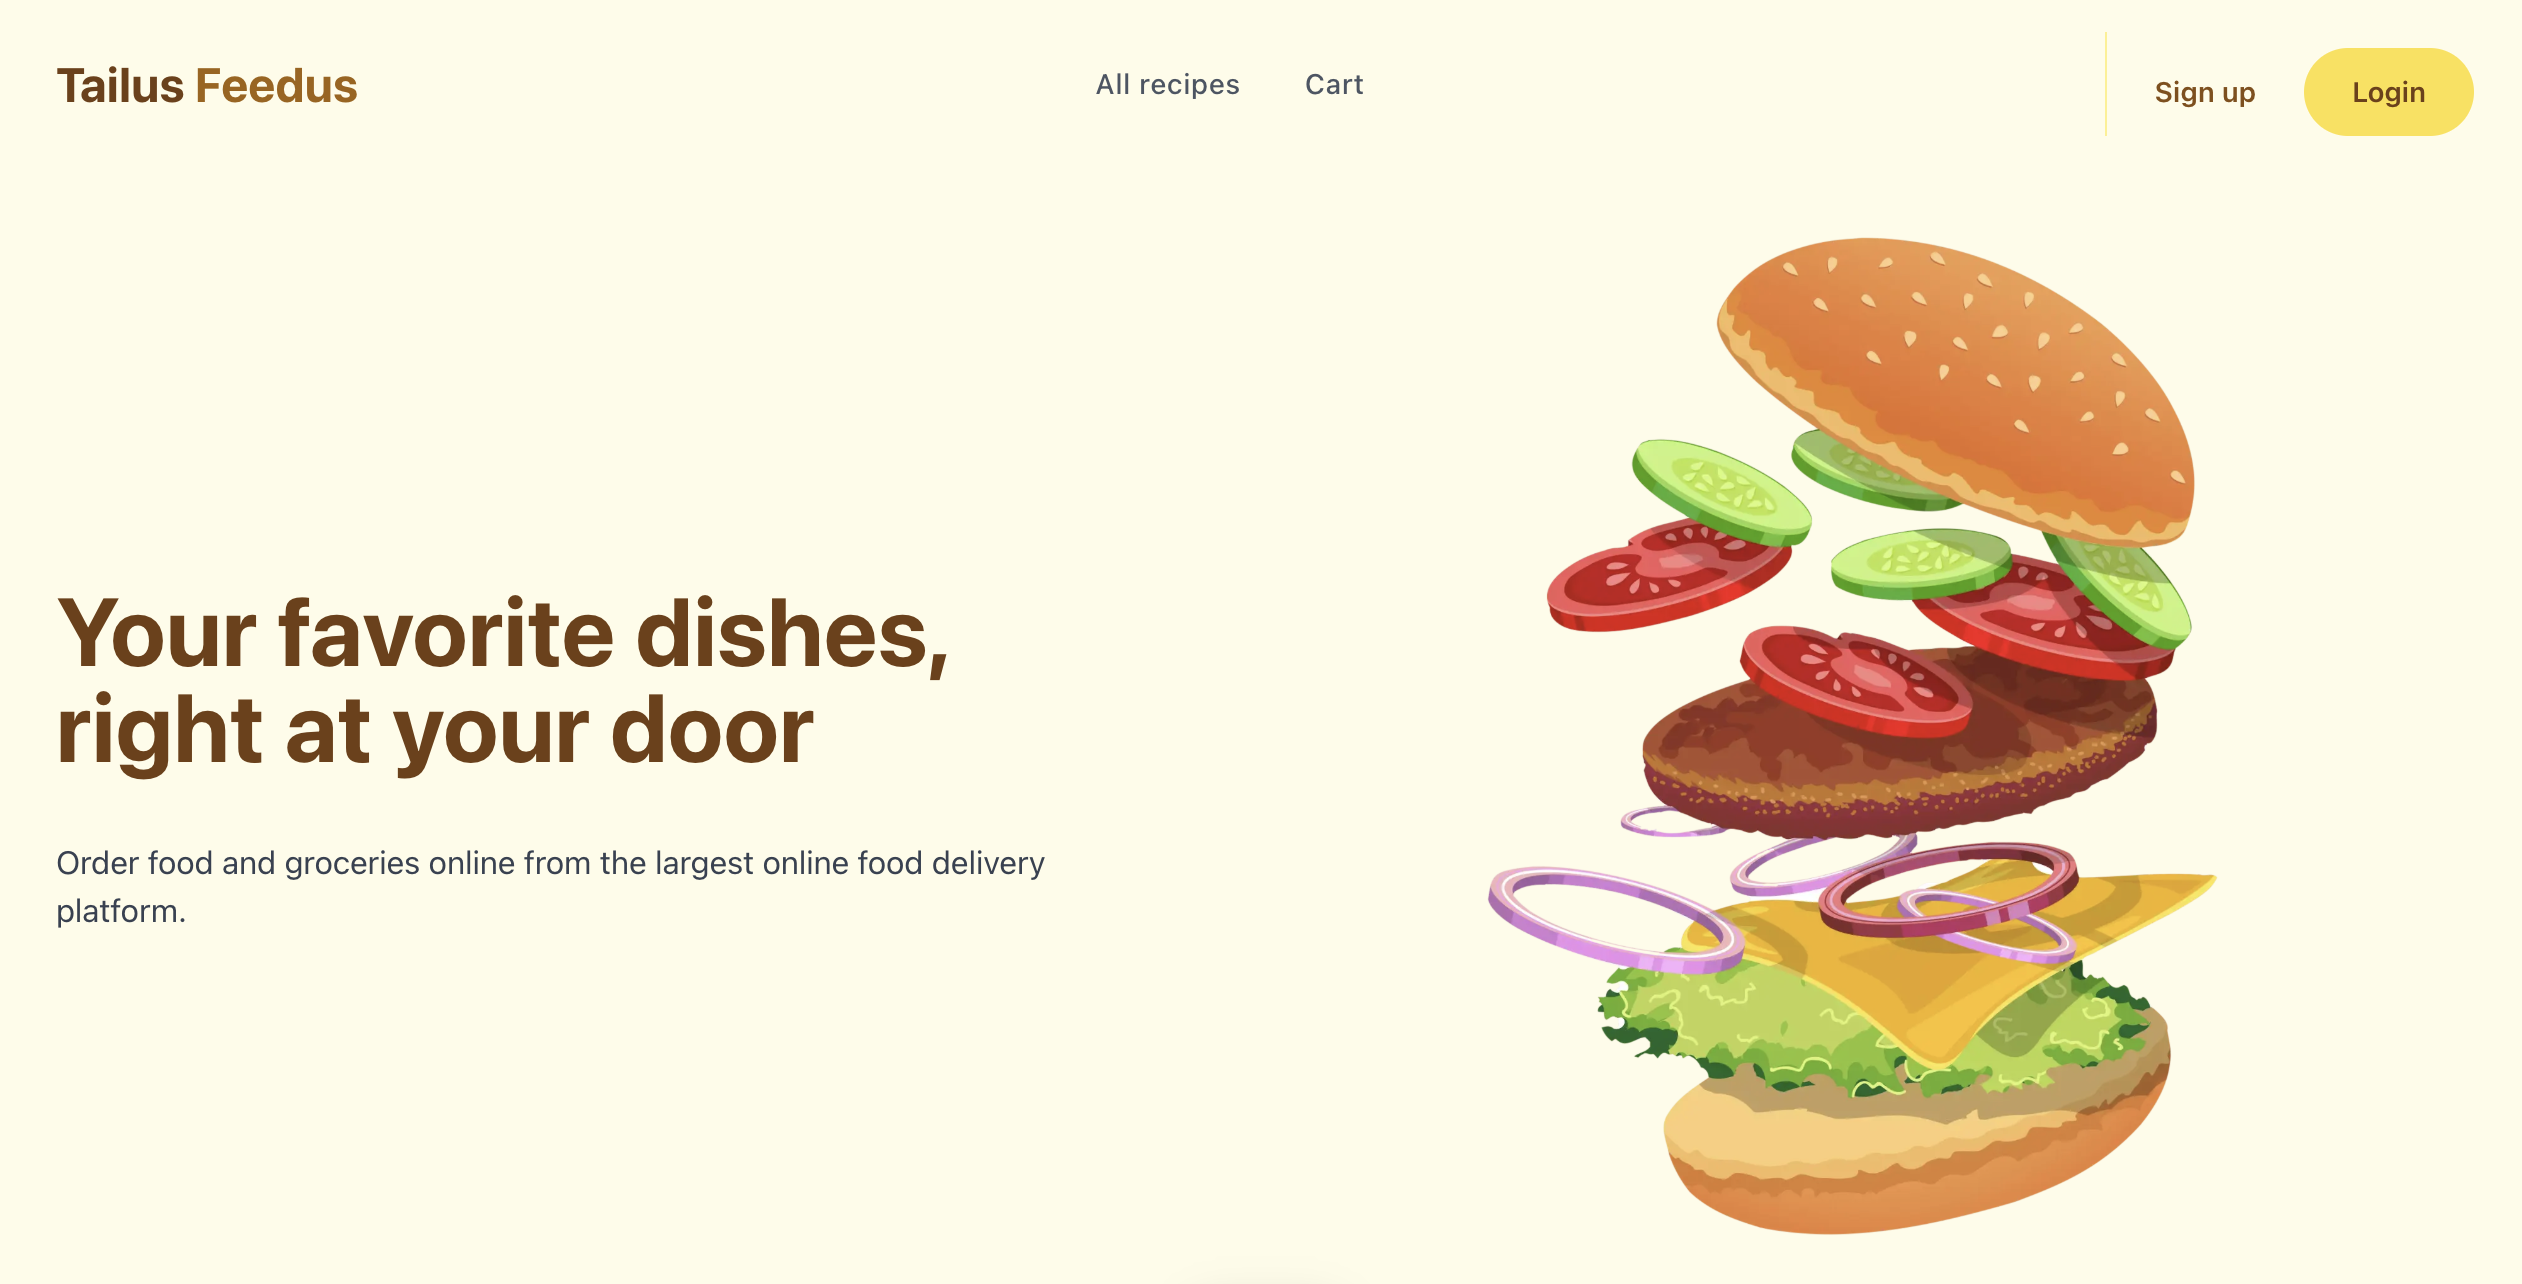 Tailus Feedus
All recipes
Cart
Sign up
Login
Your favorite dishes,
right at your door
Order food and groceries online from the largest online food delivery
platform.